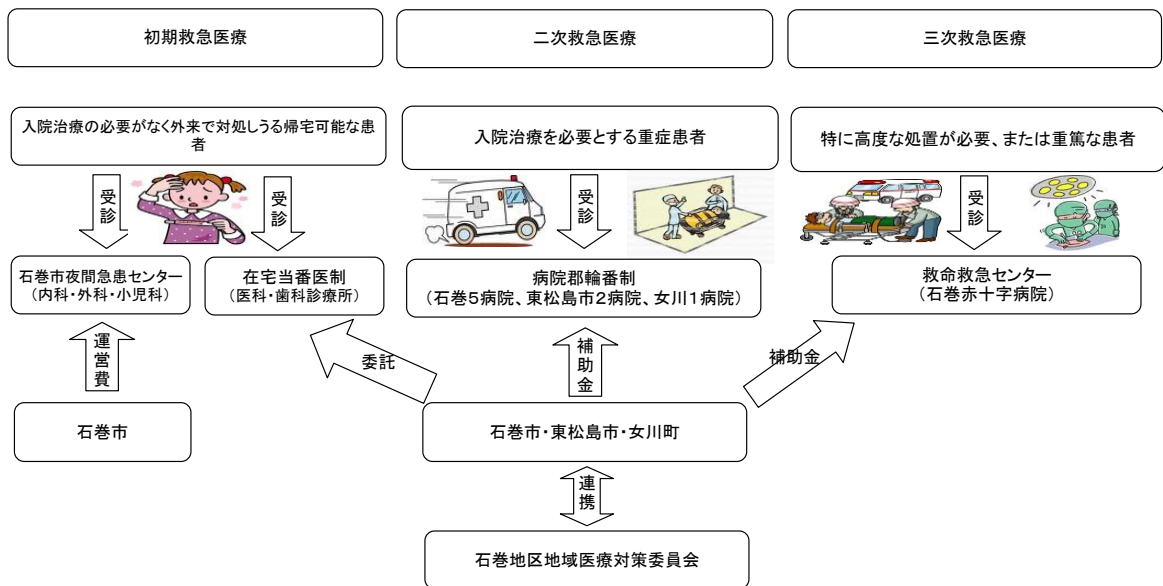 初期救急医療
二次救急医療
三次救急医療
入院治療の必要がなく外来で対処しうる帰宅可能な患
者
入院治療を必要とする重症患者
特に高度な処置が必要、または重篤な患者
受診
受診
受診
受診
石巻市夜間急患センター
(内科・外科・小児科)
在宅当番医制
(医科・歯科診療所)
病院郡輪番制
(石巻5病院、東松島市2病院、女川1病院)
救命救急センター
(石巻赤十字病院)
運営費
委託
補助金
補助金
石巻市
石巻市・東松島市・女川町
連携
石巻地区地域医療対策委員会